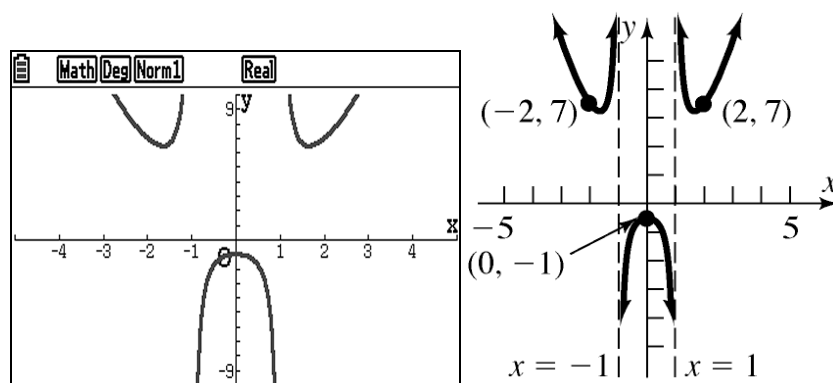 Math Deg Norm1 Real
y
9
x
-4 -3 -2 -1 1 2 3 4
O
-9
y
(−2, 7) (2, 7)
x
−5 5
(0, −1)
x = −1 x = 1